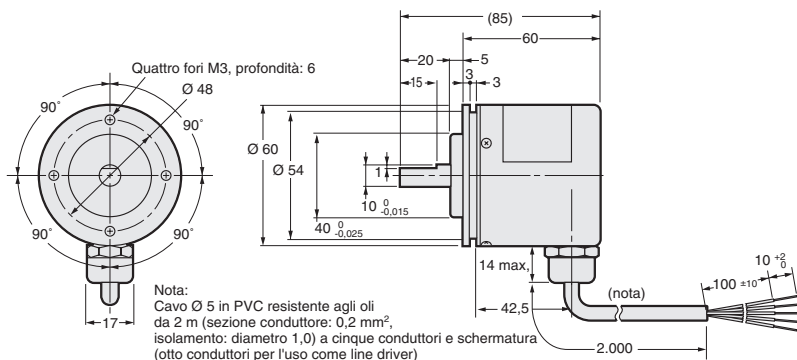 (85)
60
20
5
Quattro fori M3, profondità: 6
15
3
3
Ø 48
90°
90°
Ø 60
Ø 54
1
10 0 -0,015
40 0 -0,025
90°
90°
14 max,
(nota)
10 +2 0
100 ±10
42,5
17
2.000
Nota:
Cavo Ø 5 in PVC resistente agli oli
da 2 m (sezione conduttore: 0,2 mm²,
isolamento: diametro 1,0) a cinque conduttori e schermatura
(otto conduttori per l'uso come line driver)